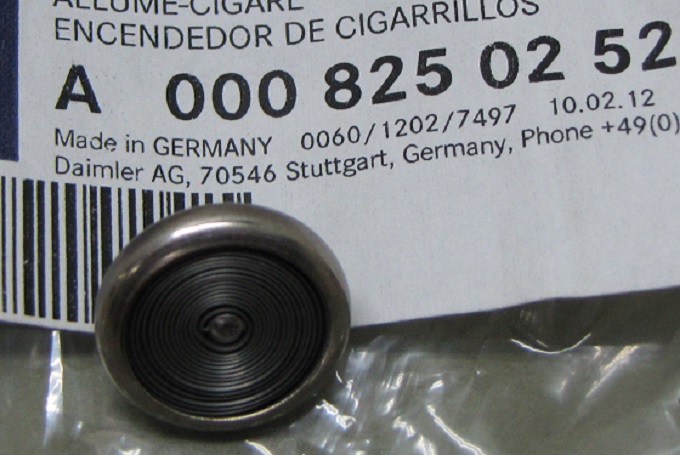 ALLUME-CIGARE
ENCENDEDOR DE CIGARRILLOS
A 000 825 02 52
Made in GERMANY 0060/1202/7497 10.02.12
Daimler AG, 70546 Stuttgart, Germany, Phone +49(0)